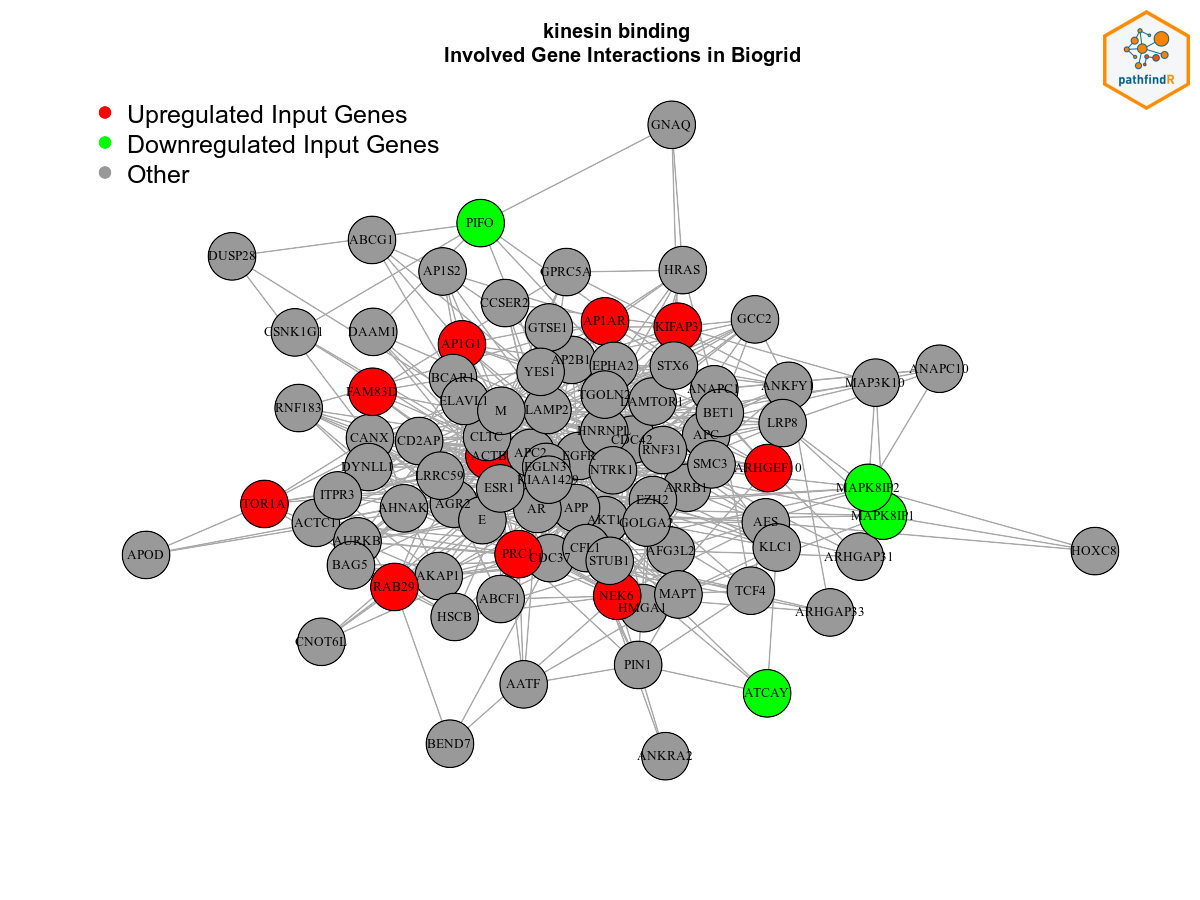 kinesin binding
Involved Gene Interactions in Biogrid
pathfindR
Upregulated Input Genes
Downregulated Input Genes
Other
GNAQ
PIFO
ABCG1
DUSP28
AP1S2
GPRC5A
HRAS
CCSER2
AP1AR
KIFAP3
GCC2
CSNK1G1
DAAM1
GTSE1
AP1G1
AP2B1
EPHA2
STX6
YES1
BCAR1
FAM83D
ANAPC1
ANKFY1
MAP3K10
ANAPC10
TGOLN2
LAMTOR1
ELAVL1
M
LAMP2
BET1
LRP8
RNF183
HNRNPL
CDC42
APC
CANX
CD2AP
CLTC
ACTB
APC2
EGFR
RNF31
SMC3
ARHGEF10
DYNLL1
LRRC59
EGLN3
KIAA1429
NTRK1
ARRB1
MAPK8IP2
MAPK8IP1
ITPR3
ESR1
EZH2
TOR1A
AHNAK
AGR2
AR
APP
AKT1
GOLGA2
ACTC1
E
AES
AURKB
KLC1
APOD
BAG5
PRC1
CDC37
CFL1
STUB1
AFG3L2
ARHGAP31
HOXC8
RAB29
AKAP1
ABCF1
NEK6
HMGA1
MAPT
TCF4
ARHGAP33
HSCB
CNOT6L
PIN1
AATF
ATCAY
BEND7
ANKRA2